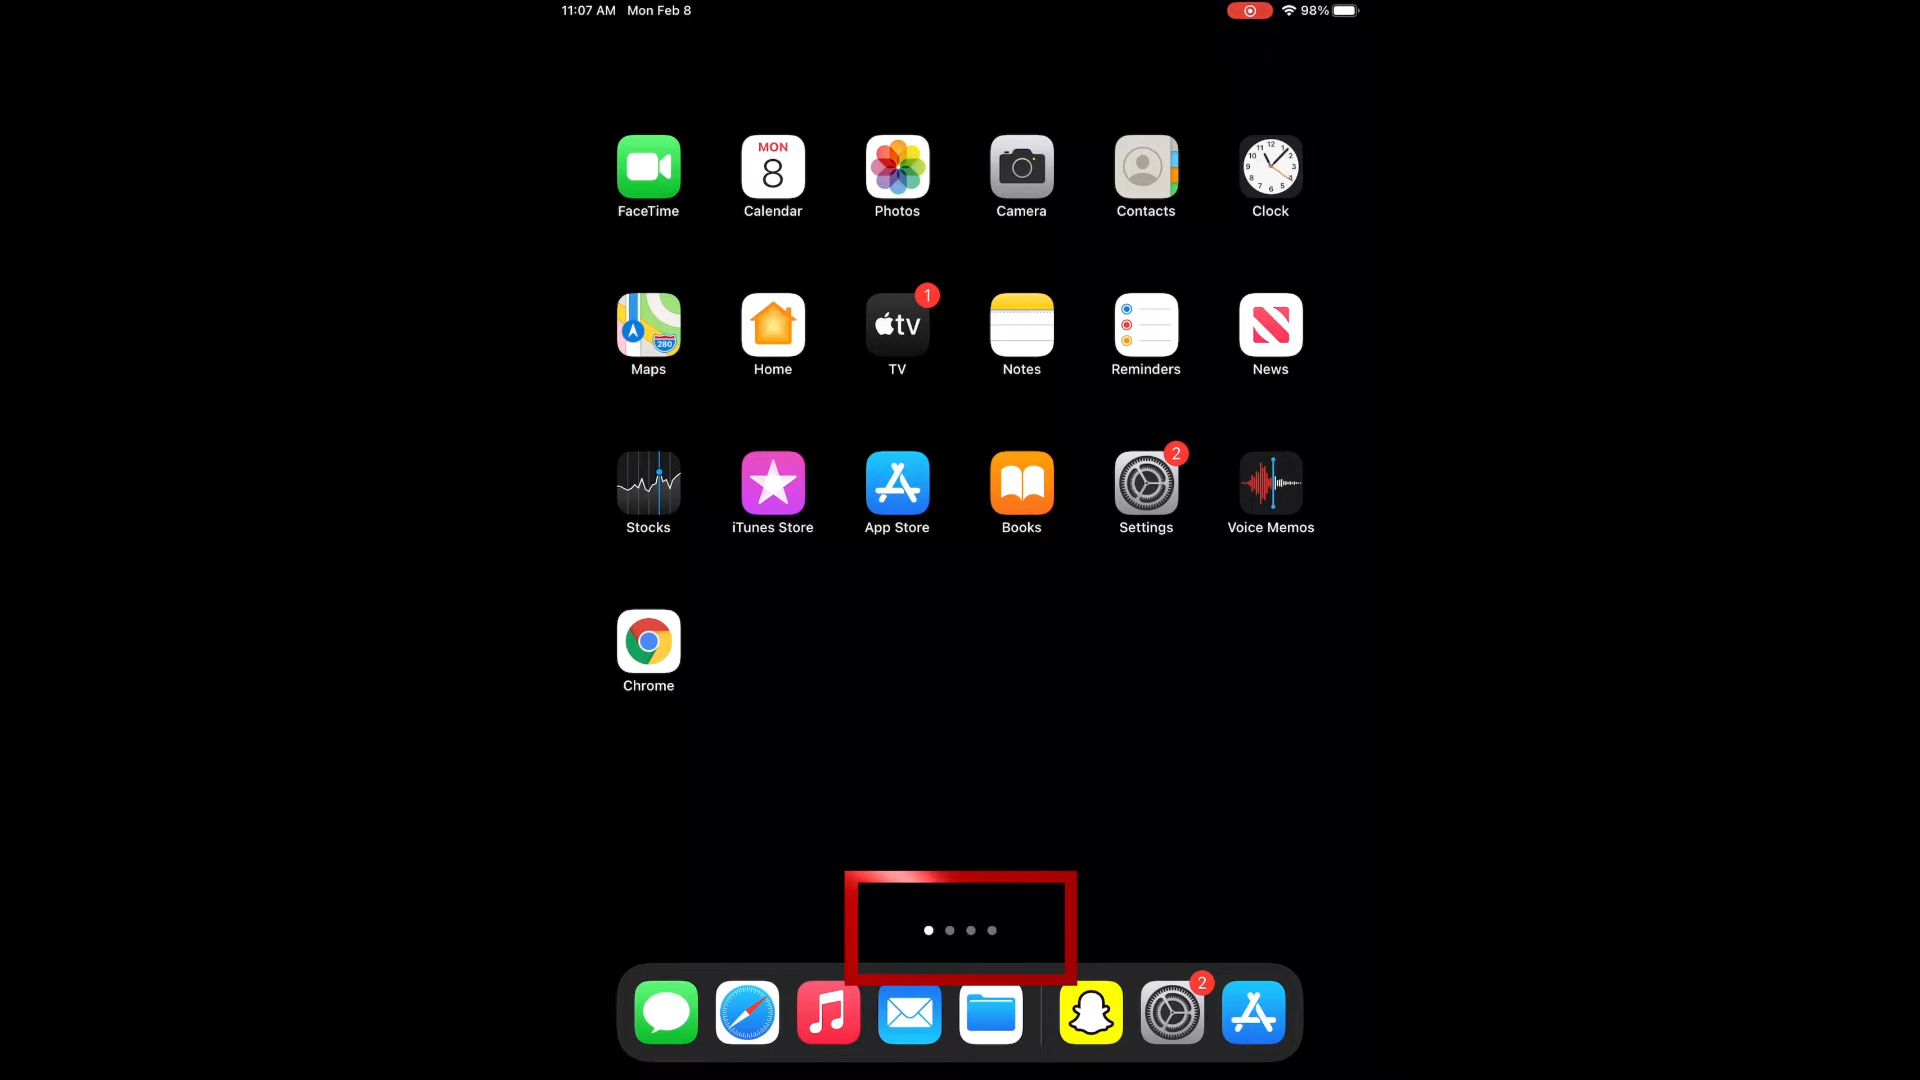 11:07 AM Mon Feb 8
98%
MON
8
FaceTime
Calendar
Photos
Camera
Contacts
Clock
280
tv
1
Maps
Home
TV
Notes
Reminders
News
2
Stocks
iTunes Store
App Store
Books
Settings
Voice Memos
Chrome
2